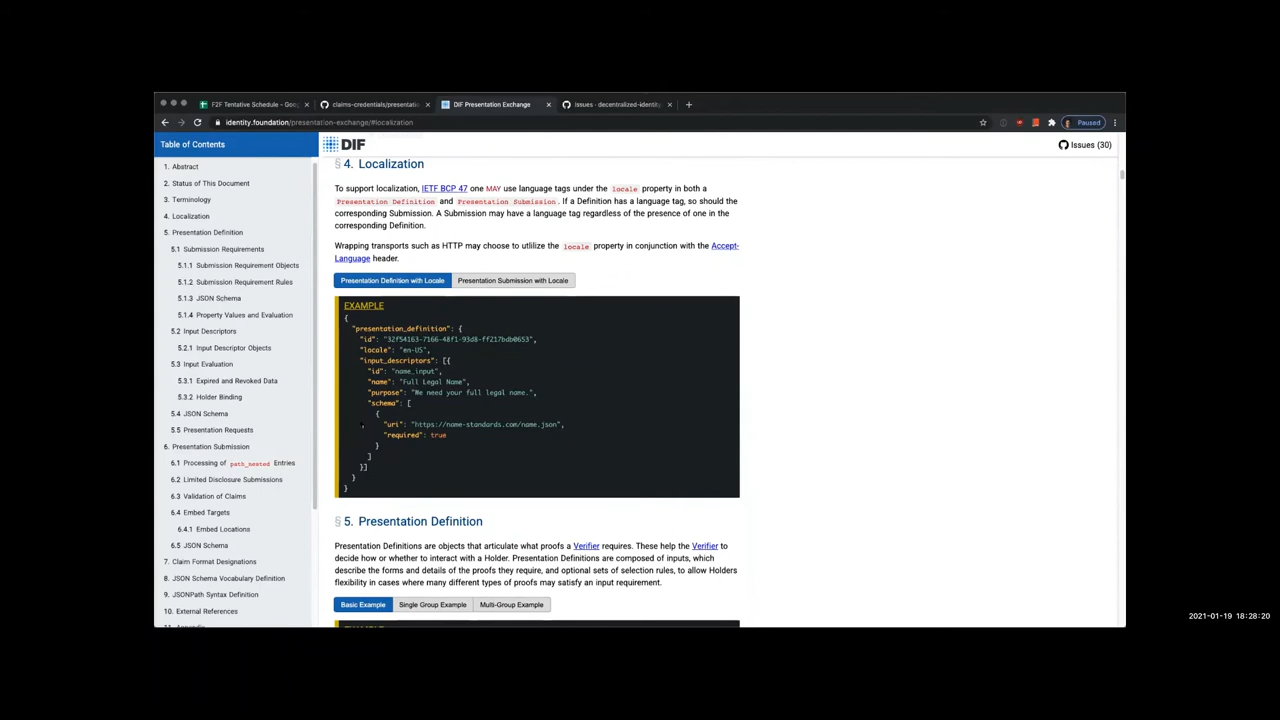 F2F Tentative Schedule - Goo
claims-credentials/presentatio
DIF Presentation Exchange
Issues · decentralized-identity
identity.foundation/presentation-exchange/#localization
Paused
Table of Contents
1. Abstract
2. Status of This Document
3. Terminology
4. Localization
5. Presentation Definition
5.1 Submission Requirements
5.1.1 Submission Requirement Objects
5.1.2 Submission Requirement Rules
5.1.3 JSON Schema
5.1.4 Property Values and Evaluation
5.2 Input Descriptors
5.2.1 Input Descriptor Objects
5.3 Input Evaluation
5.3.1 Expired and Revoked Data
5.3.2 Holder Binding
5.4 JSON Schema
5.5 Presentation Requests
6. Presentation Submission
6.1 Processing of path_nested Entries
6.2 Limited Disclosure Submissions
6.3 Validation of Claims
6.4 Embed Targets
6.4.1 Embed Locations
6.5 JSON Schema
7. Claim Format Designations
8. JSON Schema Vocabulary Definition
9. JSONPath Syntax Definition
10. External References
DIF
Issues (30)
§ 4. Localization
To support localization, IETF BCP 47 one MAY use language tags under the locale property in both a
Presentation Definition and Presentation Submission. If a Definition has a language tag, so should the
corresponding Submission. A Submission may have a language tag regardless of the presence of one in the
corresponding Definition.
Wrapping transports such as HTTP may choose to utlilize the locale property in conjunction with the Accept-
Language header.
Presentation Definition with Locale
Presentation Submission with Locale
EXAMPLE
{
"presentation_definition": {
"id": "32f54163-7166-48f1-93d8-ff217bdb0653",
"locale": "en-US",
"input_descriptors": [{
"id": "name_input",
"name": "Full Legal Name",
"purpose": "We need your full legal name.",
"schema": [
{
"uri": "https://name-standards.com/name.json",
"required": true
}
]
}]
}
}
§ 5. Presentation Definition
Presentation Definitions are objects that articulate what proofs a Verifier requires. These help the Verifier to
decide how or whether to interact with a Holder. Presentation Definitions are composed of inputs, which
describe the forms and details of the proofs they require, and optional sets of selection rules, to allow Holders
flexibility in cases where many different types of proofs may satisfy an input requirement.
Basic Example
Single Group Example
Multi-Group Example
2021-01-19 18:28:20